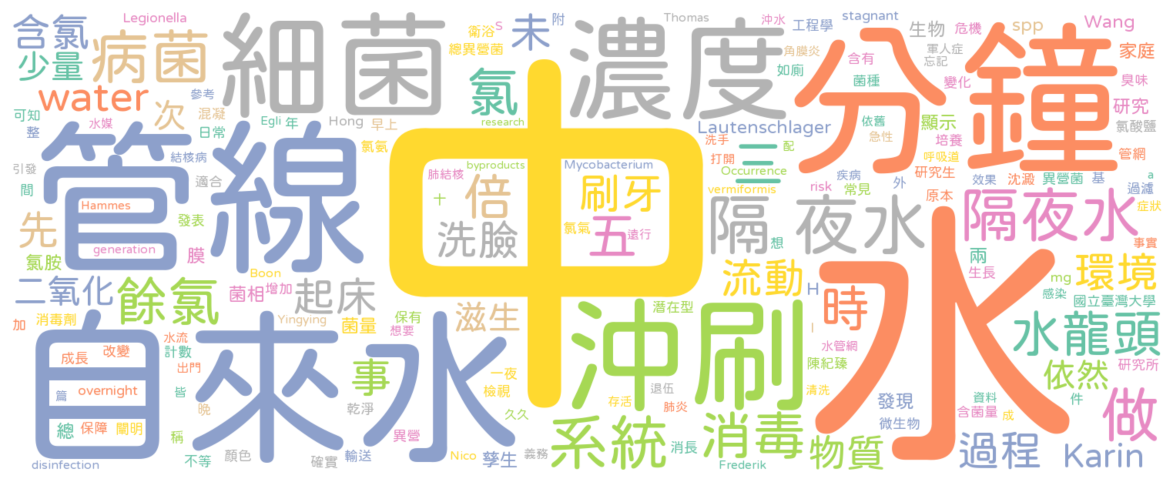 含氯
Legionella
病菌
細菌
衛浴
S
總異營菌
未
附
濃度
Thomas
沖水
工程學
stagnant
生物
危機
spp
Wang
少量
water
次
參考
混凝
日常
氯
角膜炎
如廁
含有
菌種
分鐘
軍人症
忘記
變化
家庭
臭味
研究
可知
整
水媒
Egli
年
Hong
早上
research
Lautenschlager
洗手
打開
三
配
依舊
急性
顯示
培養
氯酸鹽
管網
引發
間
管線
結核病
適合
氯氨
肺結核
十
byproducts
Mycobacterium
中
倍
刷牙
氯氣
五
遠行
vermiformis
Occurrence
risk
疾病
常見
呼吸道
研究生
外
原本
效果
沈澱
異營菌
基
a
過濾
症狀
先
Hammes
發表
generation
膜
氯胺
洗臉
隔
夜水
想
隔夜水
事實
二氧化
餘氯
菌相
增加
Boon
起床
流動
H
時
水
兩
生長
mg
感染
環境
國立臺灣大學
加
消毒劑
自來水
水流
計數
出門
Yingying
菌量
保有
想要
滋生
潛在型
沖刷
l
水管網
陳紀臻
水龍頭
成長
改變
篇
overnight
皆
晚
事
乾淨
一夜
檢視
久久
存活
退伍
肺炎
清洗
發現
資料
含菌量
成
依然
件
研究所
做
總
保障
闡明
稱
不等
顏色
確實
異營
輸送
Nico
孳生
義務
系統
消長
消毒
Frederik
物質
微生物
過程
Karin
disinfection